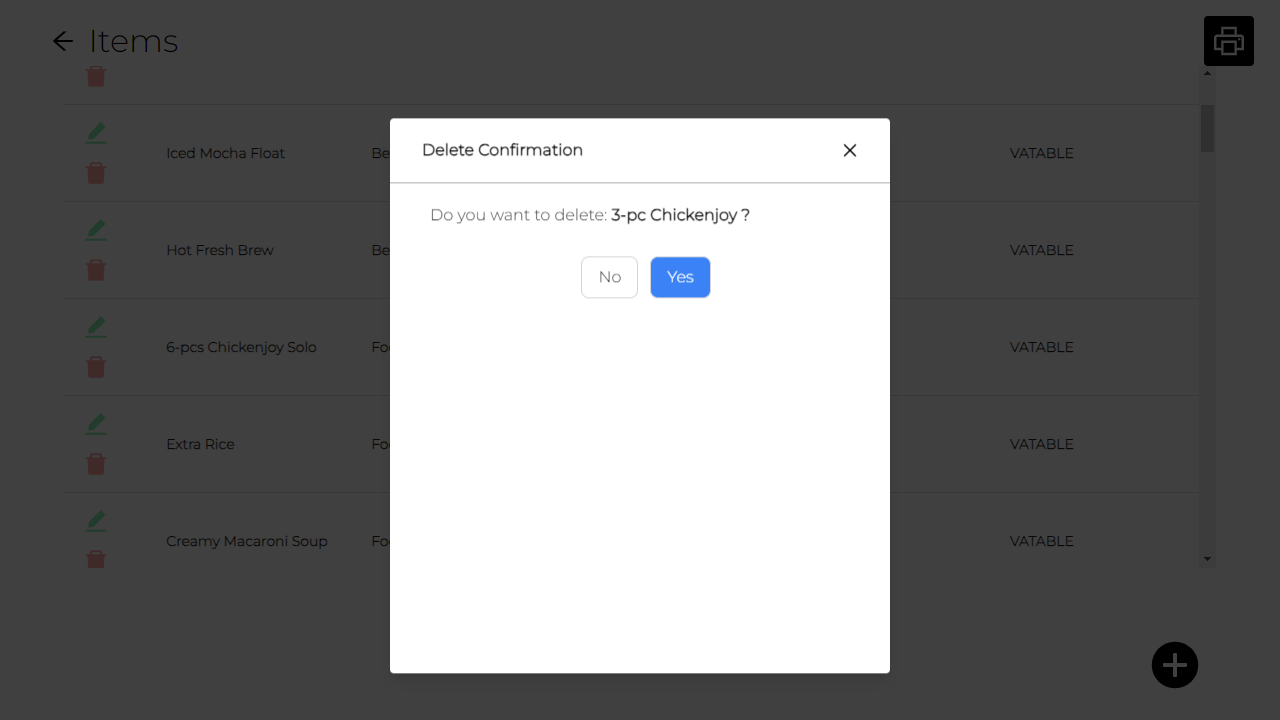 Items
Delete Confirmation
Do you want to delete: 3-pc Chickenjoy ?
No Yes
Iced Mocha Float Be VATABLE
Hot Fresh Brew Be VATABLE
6-pcs Chickenjoy Solo Fo VATABLE
Extra Rice Fo VATABLE
Creamy Macaroni Soup Fo VATABLE